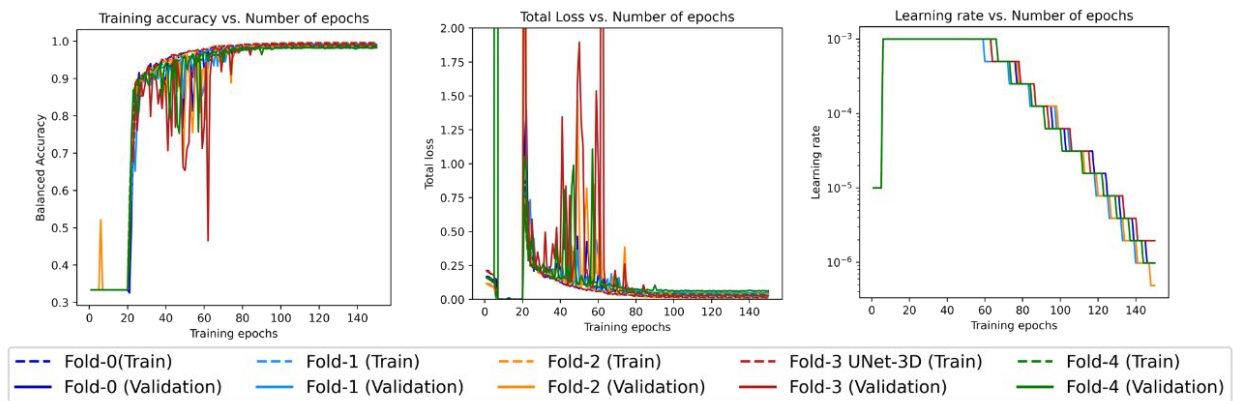 Training accuracy vs. Number of epochs
Balanced Accuracy
1.0
0.9
0.8
0.7
0.6
0.5
0.4
0.3
0 20 40 60 80 100 120 140
Training epochs
Total Loss vs. Number of epochs
Total loss
2.00
1.75
1.50
1.25
1.00
0.75
0.50
0.25
0.00
0 20 40 60 80 100 120 140
Training epochs
Learning rate vs. Number of epochs
Learning rate
10⁻³
10⁻⁴
10⁻⁵
10⁻⁶
0 20 40 60 80 100 120 140
Training epochs
Fold-0(Train) Fold-1 (Train) Fold-2 (Train) Fold-3 UNet-3D (Train) Fold-4 (Train)
Fold-0 (Validation) Fold-1 (Validation) Fold-2 (Validation) Fold-3 (Validation) Fold-4 (Validation)